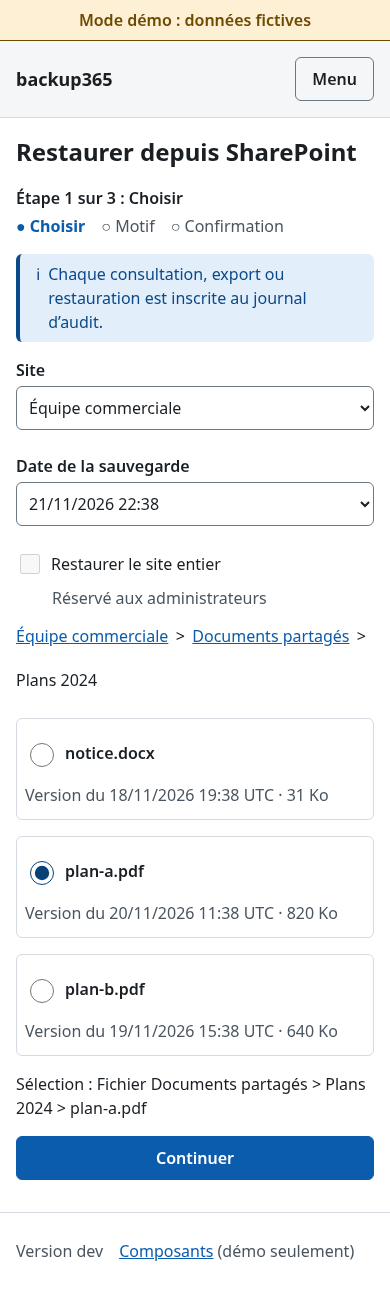 Mode démo : données fictives
backup365
Menu
Restaurer depuis SharePoint
Étape 1 sur 3 : Choisir
● Choisir ○ Motif ○ Confirmation
i Chaque consultation, export ou
restauration est inscrite au journal
d’audit.
Site
Équipe commerciale
Date de la sauvegarde
21/11/2026 22:38
Restaurer le site entier
Réservé aux administrateurs
Équipe commerciale > Documents partagés >
Plans 2024
notice.docx
Version du 18/11/2026 19:38 UTC · 31 Ko
plan-a.pdf
Version du 20/11/2026 11:38 UTC · 820 Ko
plan-b.pdf
Version du 19/11/2026 15:38 UTC · 640 Ko
Sélection : Fichier Documents partagés > Plans
2024 > plan-a.pdf
Continuer
Version dev Composants (démo seulement)